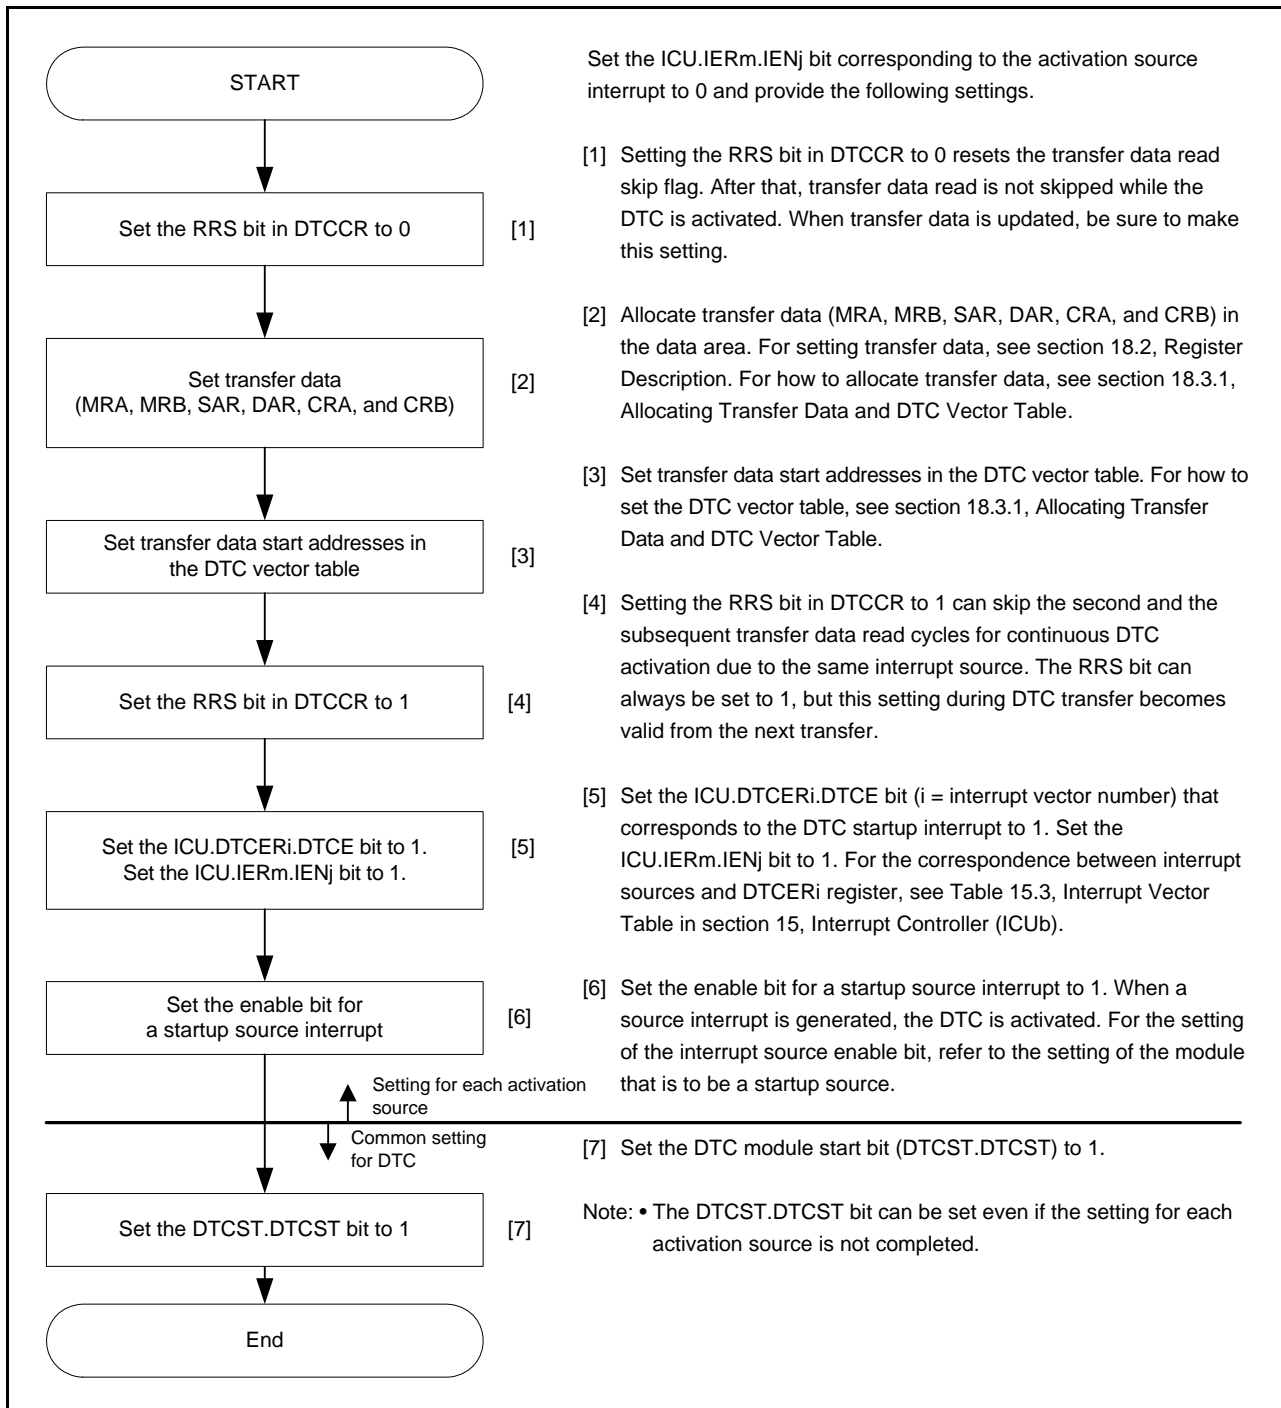 START
Set the RRS bit in DTCCR to 0
[1]
Set transfer data
(MRA, MRB, SAR, DAR, CRA, and CRB)
[2]
Set transfer data start addresses in
the DTC vector table
[3]
Set the RRS bit in DTCCR to 1
[4]
Set the ICU.DTCERi.DTCE bit to 1.
Set the ICU.IERm.IENj bit to 1.
[5]
Set the enable bit for
a startup source interrupt
[6]
Setting for each activation
source
Common setting
for DTC
Set the DTCST.DTCST bit to 1
[7]
End
Set the ICU.IERm.IENj bit corresponding to the activation source
interrupt to 0 and provide the following settings.
[1] Setting the RRS bit in DTCCR to 0 resets the transfer data read
skip flag. After that, transfer data read is not skipped while the
DTC is activated. When transfer data is updated, be sure to make
this setting.
[2] Allocate transfer data (MRA, MRB, SAR, DAR, CRA, and CRB) in
the data area. For setting transfer data, see section 18.2, Register
Description. For how to allocate transfer data, see section 18.3.1,
Allocating Transfer Data and DTC Vector Table.
[3] Set transfer data start addresses in the DTC vector table. For how to
set the DTC vector table, see section 18.3.1, Allocating Transfer
Data and DTC Vector Table.
[4] Setting the RRS bit in DTCCR to 1 can skip the second and the
subsequent transfer data read cycles for continuous DTC
activation due to the same interrupt source. The RRS bit can
always be set to 1, but this setting during DTC transfer becomes
valid from the next transfer.
[5] Set the ICU.DTCERi.DTCE bit (i = interrupt vector number) that
corresponds to the DTC startup interrupt to 1. Set the
ICU.IERm.IENj bit to 1. For the correspondence between interrupt
sources and DTCERi register, see Table 15.3, Interrupt Vector
Table in section 15, Interrupt Controller (ICUb).
[6] Set the enable bit for a startup source interrupt to 1. When a
source interrupt is generated, the DTC is activated. For the setting
of the interrupt source enable bit, refer to the setting of the module
that is to be a startup source.
[7] Set the DTC module start bit (DTCST.DTCST) to 1.
Note: • The DTCST.DTCST bit can be set even if the setting for each
activation source is not completed.